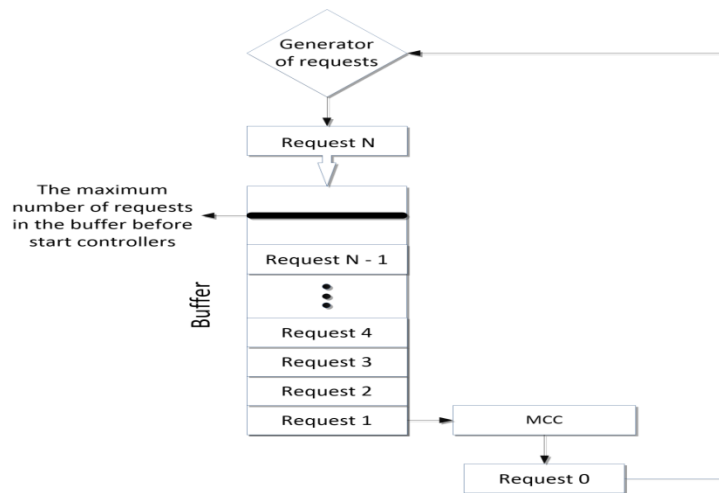 Generator
of requests
Request N
The maximum
number of requests
in the buffer before
start controllers
Request N - 1
Buffer
Request 4
Request 3
Request 2
Request 1
MCC
Request 0